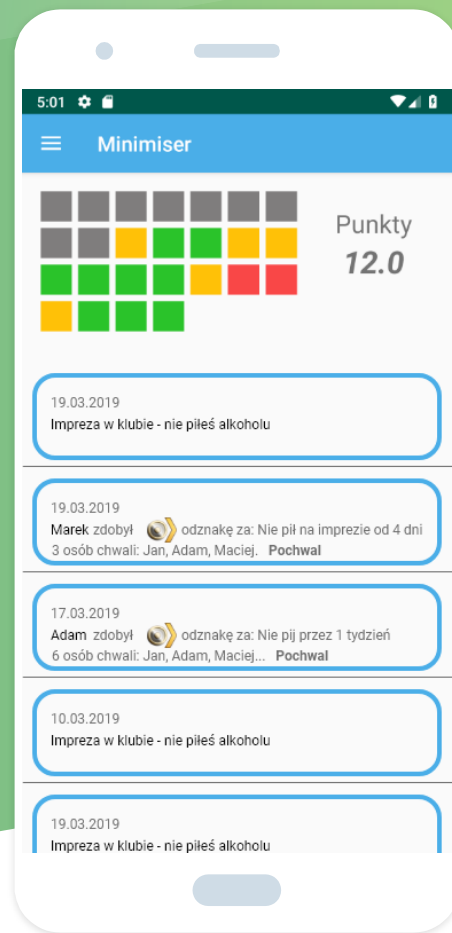 5:01
Minimiser
Punkty
12.0
19.03.2019
Impreza w klubie - nie piłeś alkoholu
19.03.2019
Marek zdobył odznakę za: Nie pił na imprezie od 4 dni
3 osób chwali: Jan, Adam, Maciej. Pochwal
17.03.2019
Adam zdobył odznakę za: Nie pij przez 1 tydzień
6 osób chwali: Jan, Adam, Maciej... Pochwal
10.03.2019
Impreza w klubie - nie piłeś alkoholu
19.03.2019
Impreza w klubie - nie piłeś alkoholu